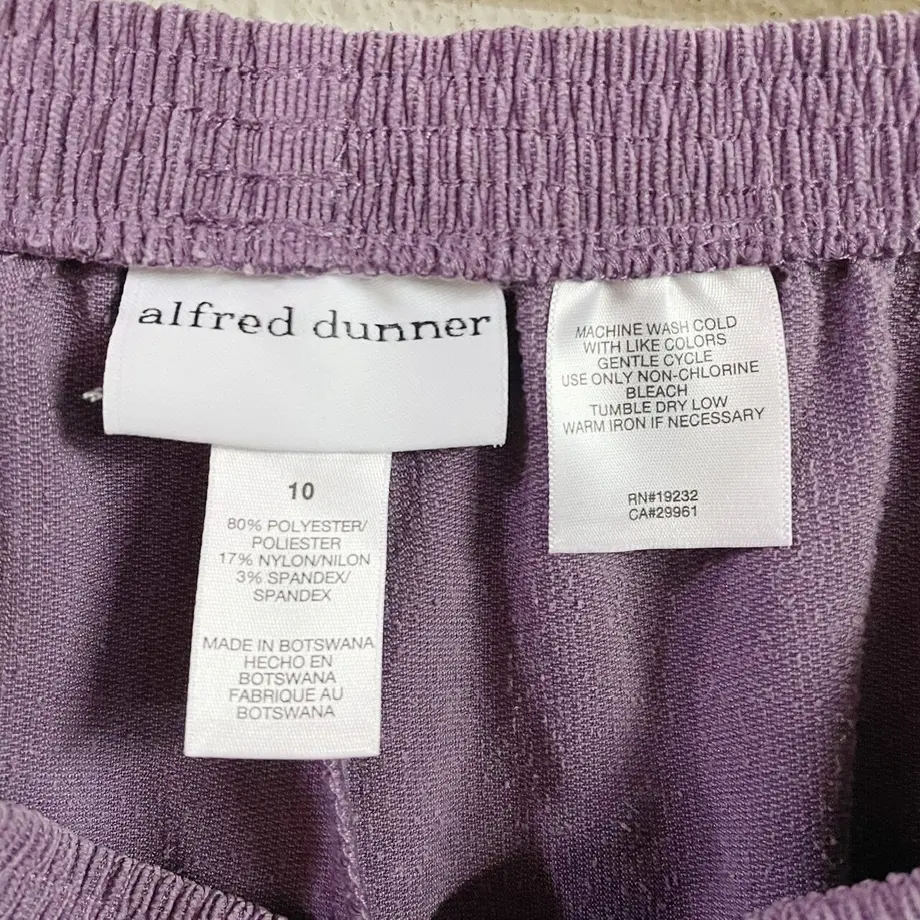 alfred dunner
10
80% POLYESTER/
POLIESTER
17% NYLON/NILON
3% SPANDEX/
SPANDEX
MADE IN BOTSWANA
HECHO EN
BOTSWANA
FABRIQUE AU
BOTSWANA
MACHINE WASH COLD
WITH LIKE COLORS
GENTLE CYCLE
USE ONLY NON-CHLORINE
BLEACH
TUMBLE DRY LOW
WARM IRON IF NECESSARY
RN#19232
CA#29961